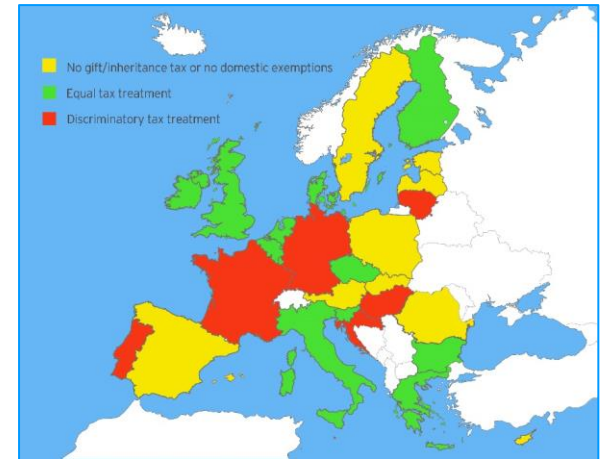 No gift/inheritance tax or no domestic exemptions
Equal tax treatment
Discriminatory tax treatment